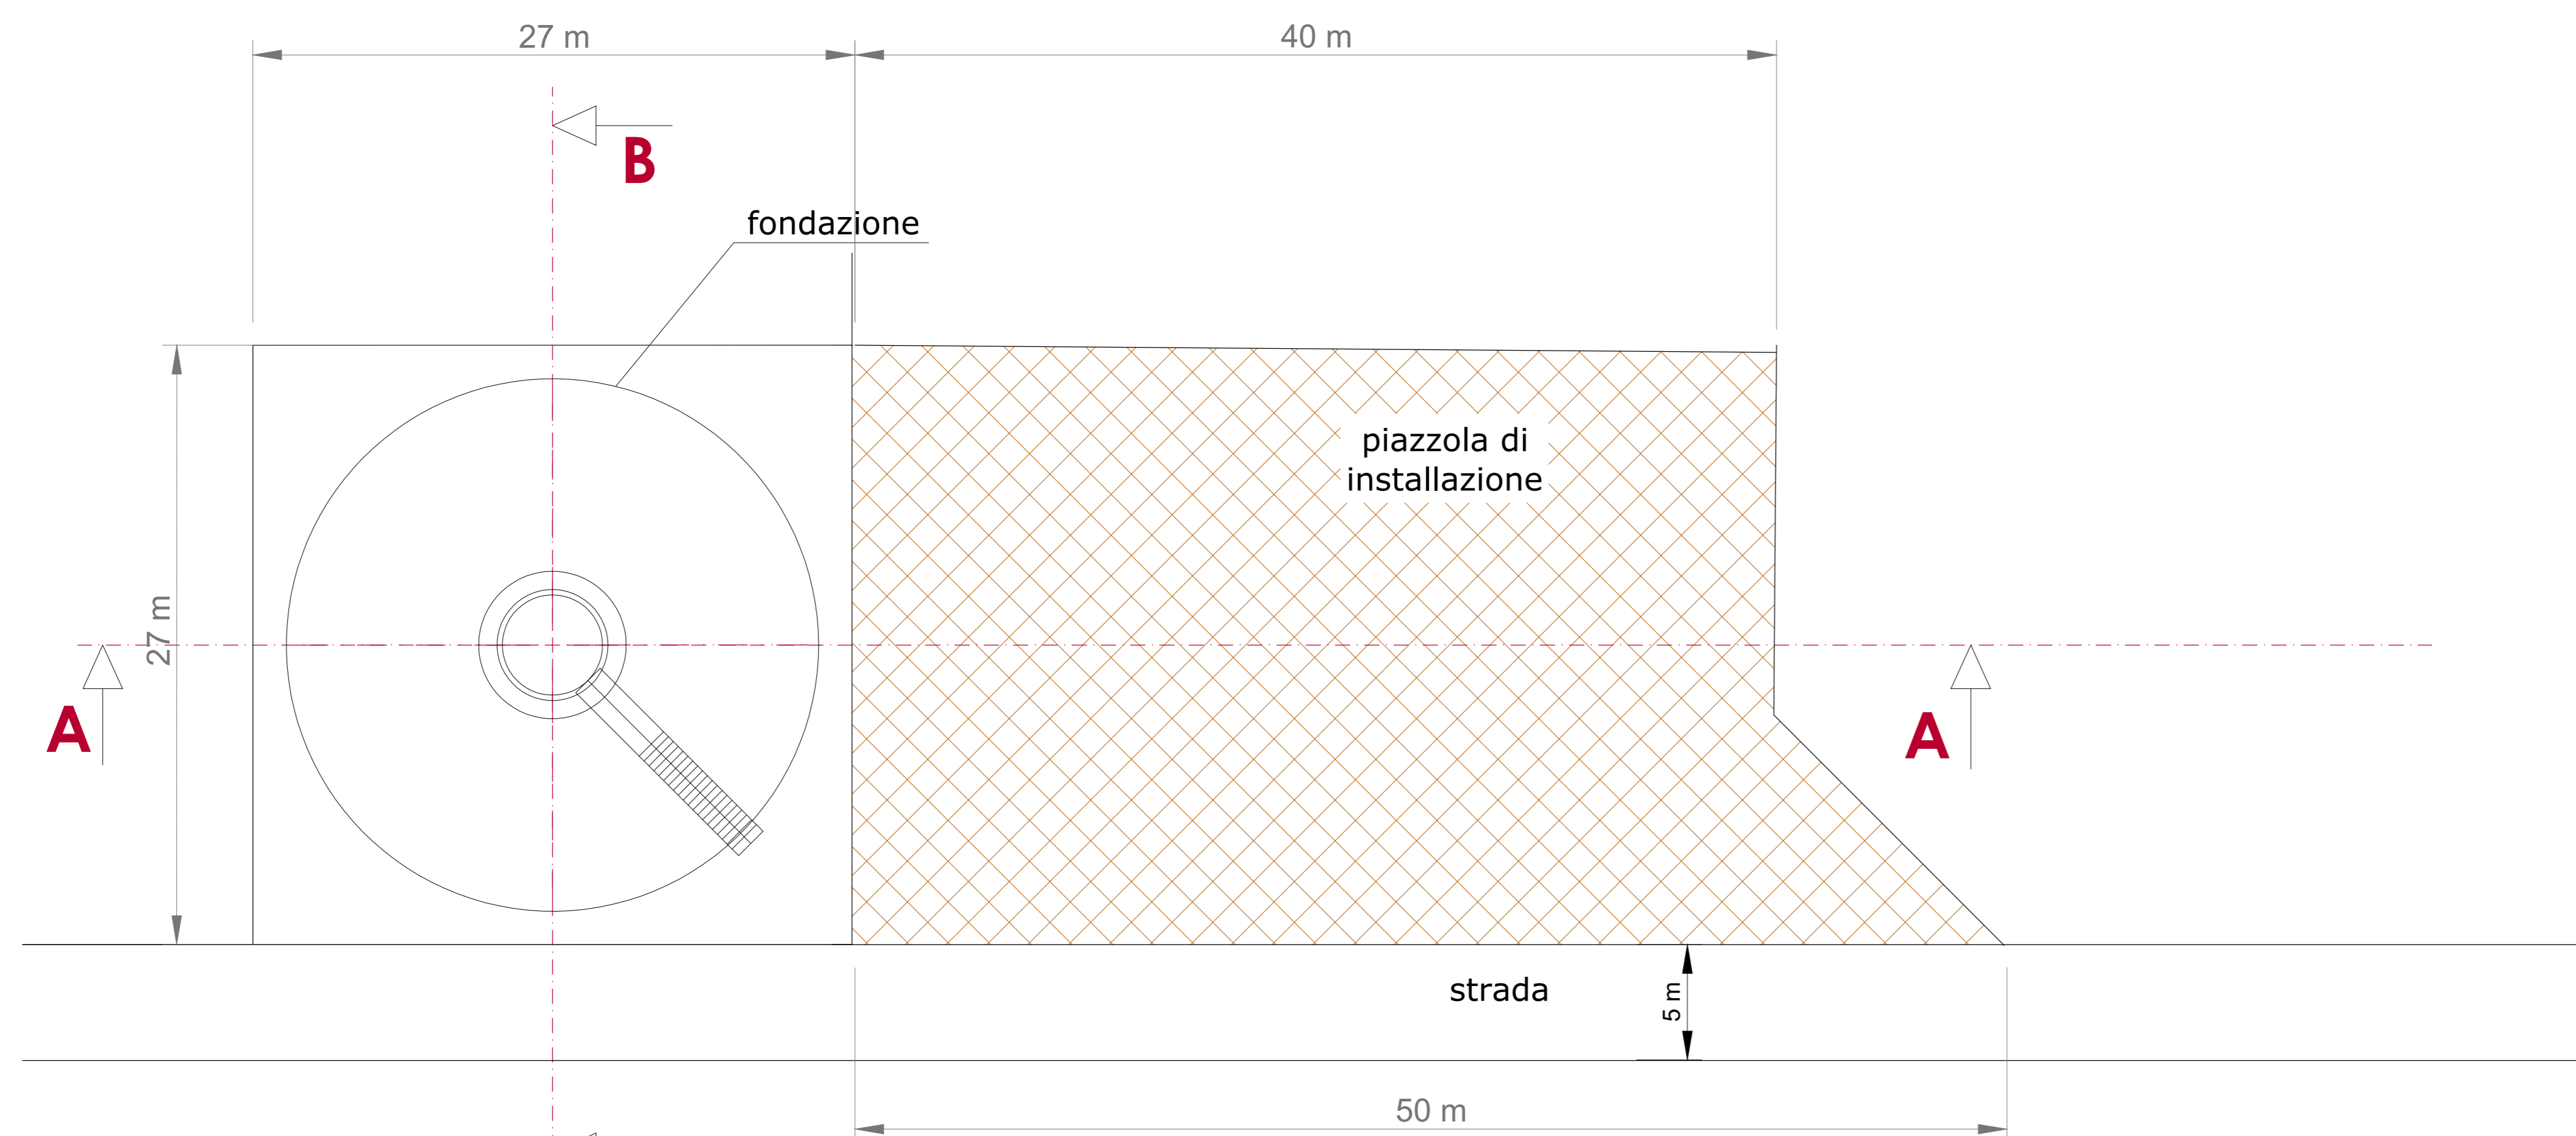 27 m
40 m
B
fondazione
piazzola di
installazione
27 m
A
A
strada
5 m
50 m